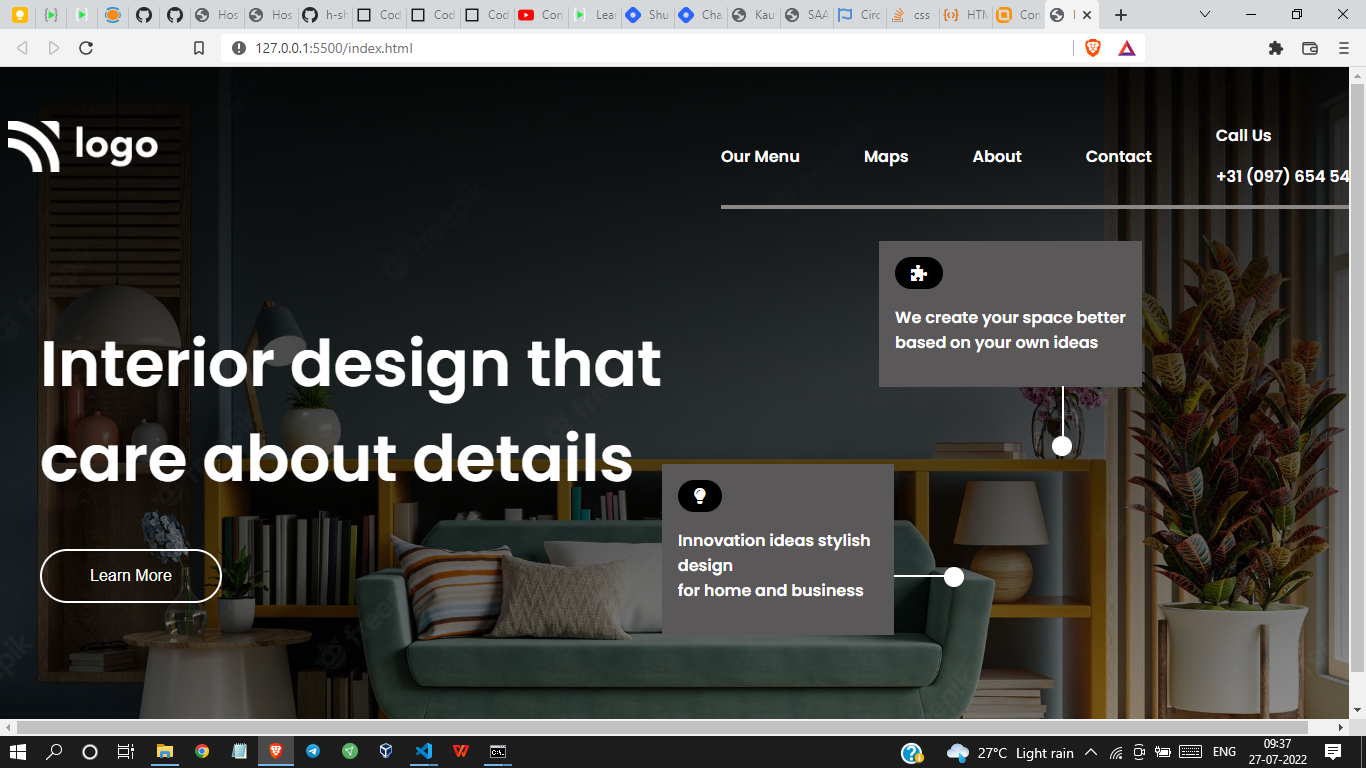 Hos
Hos
h-sh
Cod
Cod
Cod
Con
Lear
Shu
Cha
Kau
SAA
Circ
css
HTM
Con
127.0.0.1:5500/index.html
logo
Our Menu
Maps
About
Contact
Call Us
+31 (097) 654 54
We create your space better
based on your own ideas
Interior design that
care about details
Innovation ideas stylish
design
for home and business
Learn More
freepik
27°C Light rain
ENG
09:37
27-07-2022